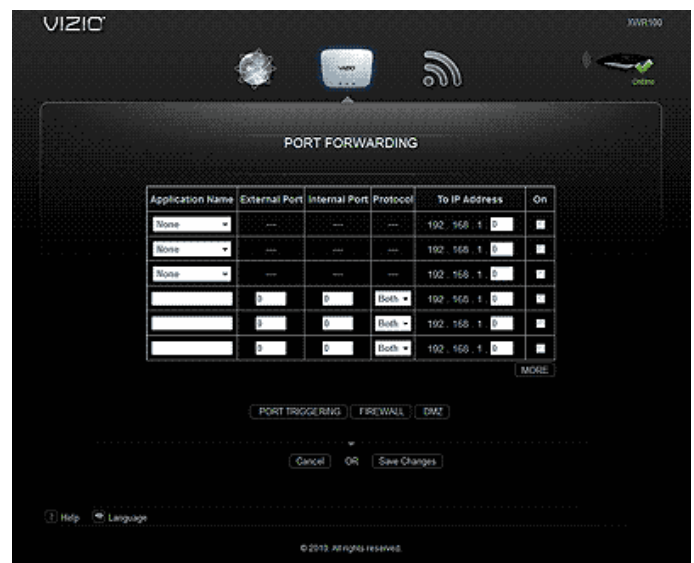 VIZIO XWR100
VIZIO
Online
PORT FORWARDING
Application Name External Port Internal Port Protocol To IP Address On
None --- --- --- 192 . 168 . 1 . 0
None --- --- --- 192 . 168 . 1 . 0
None --- --- --- 192 . 168 . 1 . 0
0 0 Both 192 . 168 . 1 . 0
0 0 Both 192 . 168 . 1 . 0
0 0 Both 192 . 168 . 1 . 0
MORE
PORT TRIGGERING FIREWALL DMZ
Cancel OR Save Changes
? Help Language
© 2013. All rights reserved.